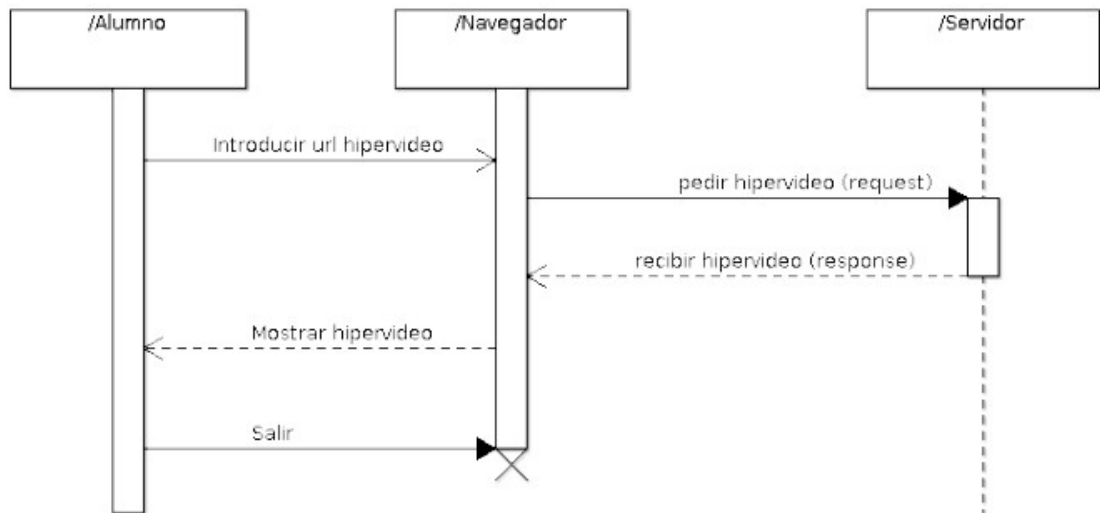 /Alumno
/Navegador
/Servidor
Introducir url hipervideo
pedir hipervideo (request)
recibir hipervideo (response)
Mostrar hipervideo
Salir